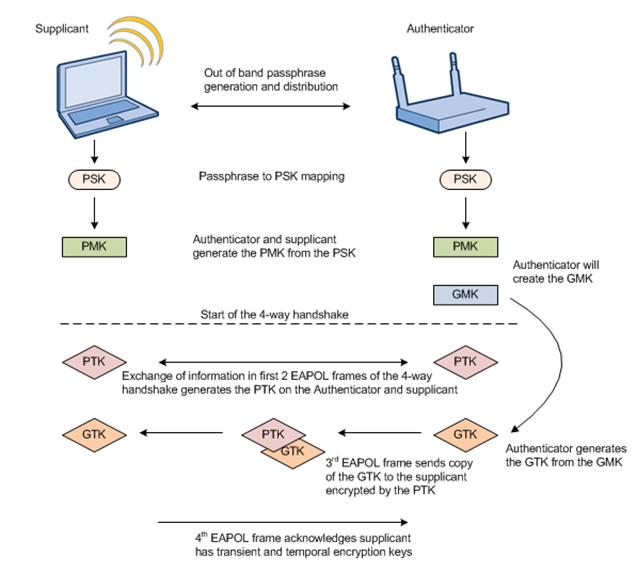 Supplicant
Authenticator
Out of band passphrase
generation and distribution
PSK
Passphrase to PSK mapping
PSK
PMK
Authenticator and supplicant
generate the PMK from the PSK
PMK
Authenticator will
create the GMK
GMK
Start of the 4-way handshake
PTK
PTK
Exchange of information in first 2 EAPOL frames of the 4-way
handshake generates the PTK on the Authenticator and supplicant
GTK
PTK
GTK
GTK
Authenticator generates
the GTK from the GMK
3rd EAPOL frame sends copy
of the GTK to the supplicant
encrypted by the PTK
4th EAPOL frame acknowledges supplicant
has transient and temporal encryption keys